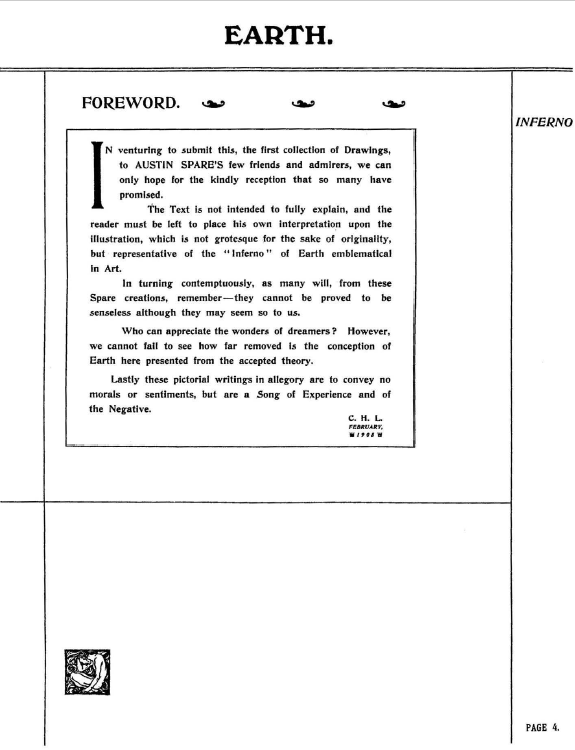 EARTH.
FOREWORD.
INFERNO
IN venturing to submit this, the first collection of Drawings,
to AUSTIN SPARE'S few friends and admirers, we can
only hope for the kindly reception that so many have
promised.
The Text is not intended to fully explain, and the
reader must be left to place his own interpretation upon the
illustration, which is not grotesque for the sake of originality,
but representative of the "Inferno" of Earth emblematical
in Art.
In turning contemptuously, as many will, from these
Spare creations, remember—they cannot be proved to be
senseless although they may seem so to us.
Who can appreciate the wonders of dreamers? However,
we cannot fail to see how far removed is the conception of
Earth here presented from the accepted theory.
Lastly these pictorial writings in allegory are to convey no
morals or sentiments, but are a Song of Experience and of
the Negative.
C. H. L.
FEBRUARY,
PAGE 4.